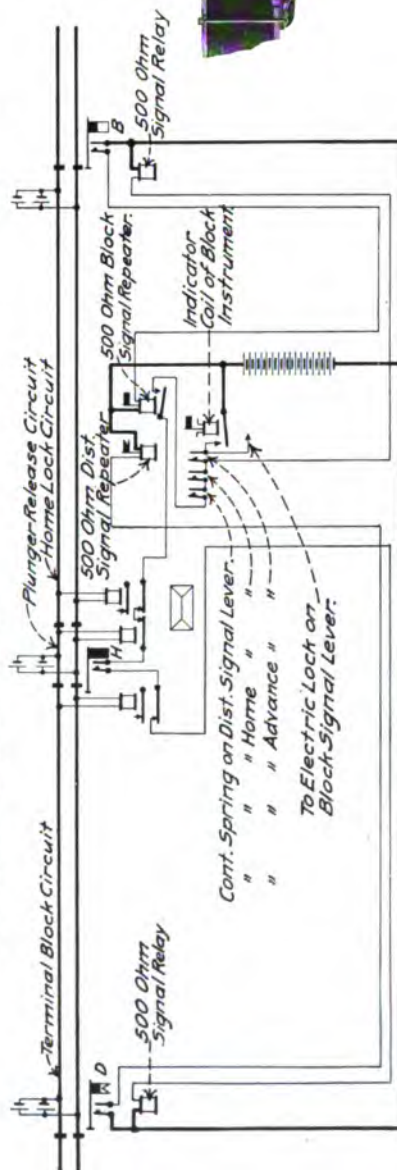 Terminal Block Circuit
Plunger-Release Circuit
Home Lock Circuit
D
H
B
500 Ohm
Signal Relay
500 Ohm Dist.
Signal Repeater.
500 Ohm Block
Signal Repeater.
500 Ohm
Signal Relay
Indicator
Coil of Block
Instrument.
Cont. Spring on Dist. Signal Lever.
" " " Home " "
" " " Advance " "
To Electric Lock on
Block Signal Lever.